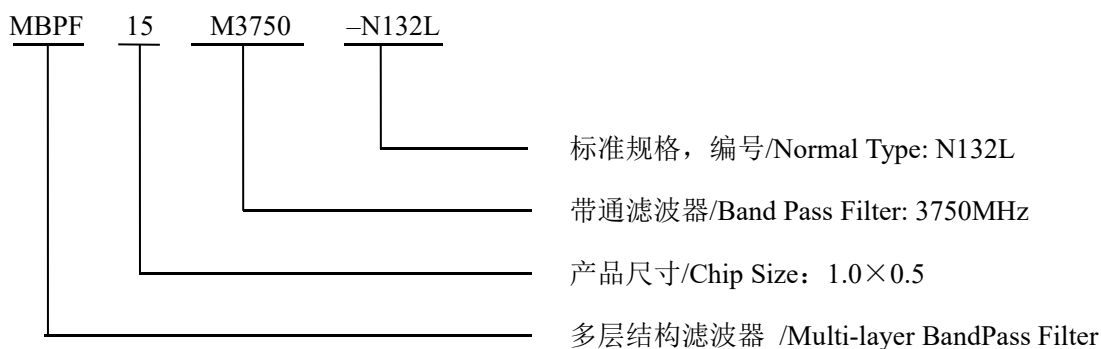 MBPF 15 M3750 –N132L
标准规格，编号/Normal Type: N132L
带通滤波器/Band Pass Filter: 3750MHz
产品尺寸/Chip Size：1.0×0.5
多层结构滤波器 /Multi-layer BandPass Filter